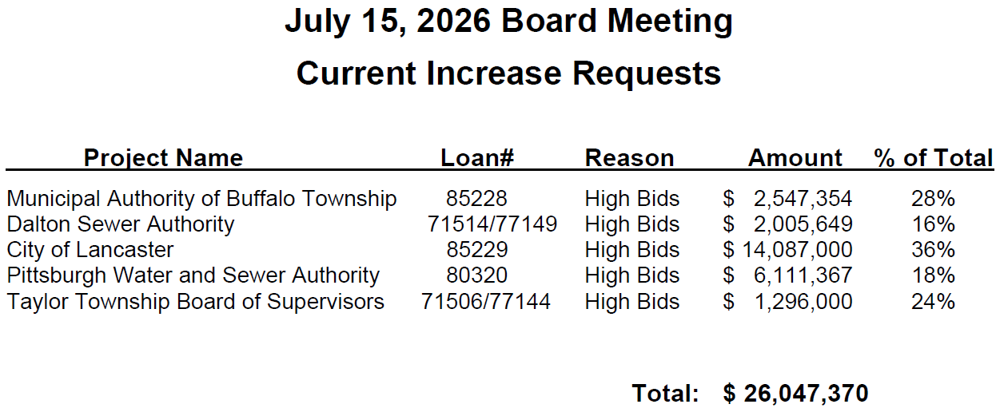 July 15, 2026 Board Meeting
Current Increase Requests
Project Name Loan# Reason Amount % of Total
Municipal Authority of Buffalo Township 85228 High Bids $ 2,547,354 28%
Dalton Sewer Authority 71514/77149 High Bids $ 2,005,649 16%
City of Lancaster 85229 High Bids $ 14,087,000 36%
Pittsburgh Water and Sewer Authority 80320 High Bids $ 6,111,367 18%
Taylor Township Board of Supervisors 71506/77144 High Bids $ 1,296,000 24%
Total: $ 26,047,370